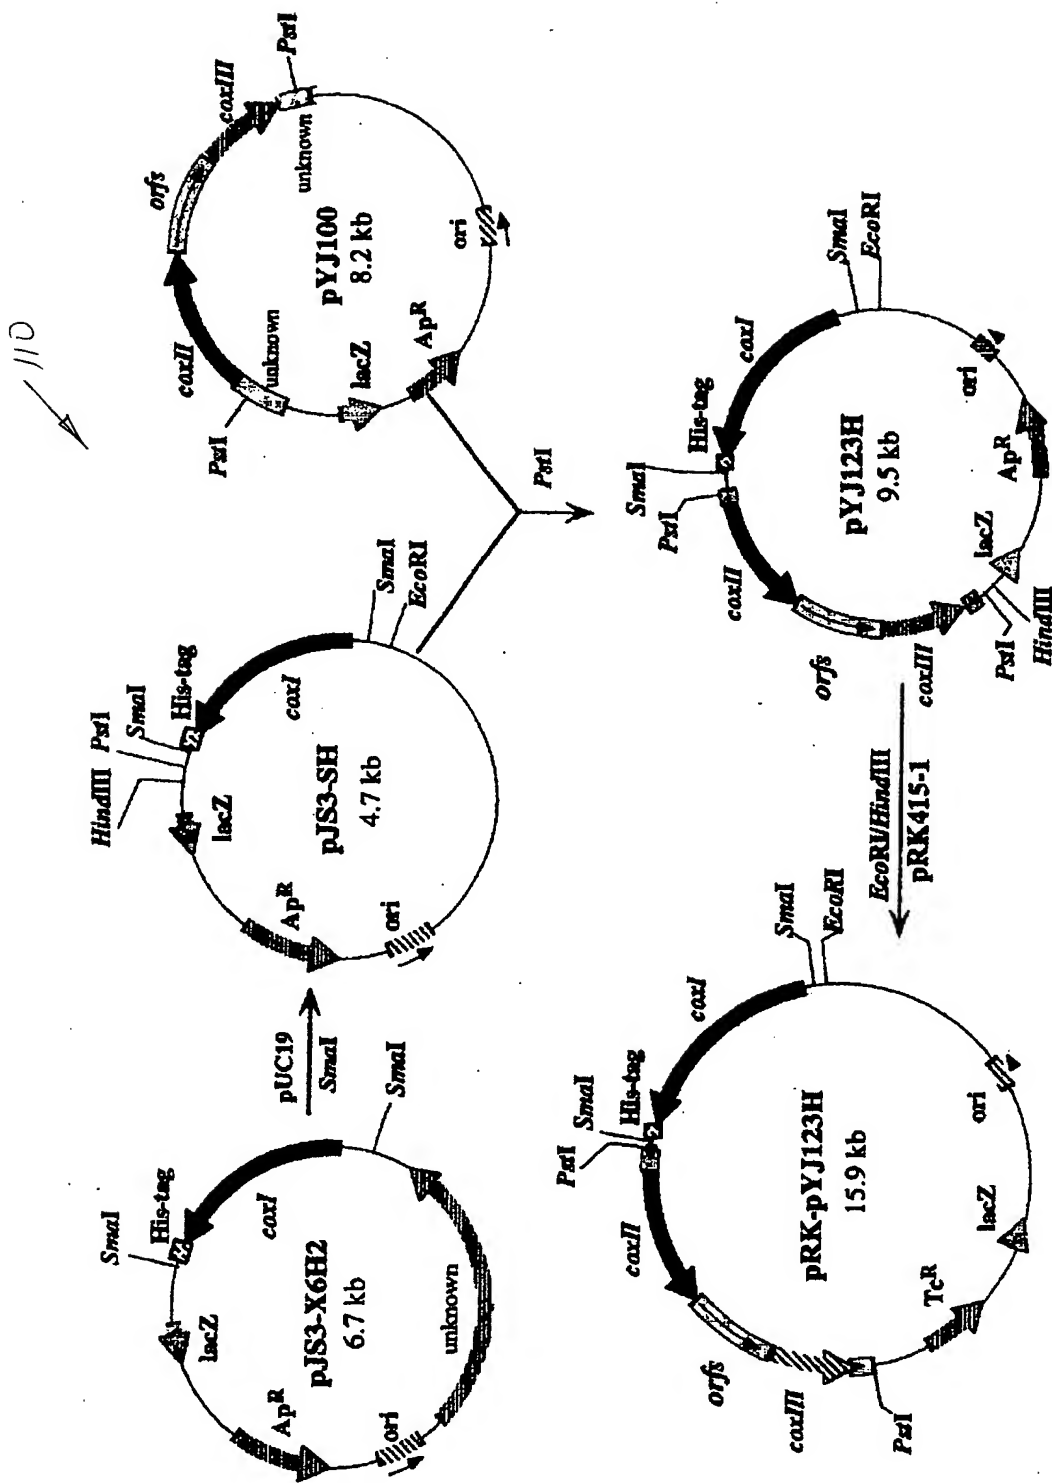 110
SmaI
His-tag
coxI
SmaI
lacZ
ApR
ori
unknown
pJS3-X6H2
6.7 kb
pUC19
SmaI
HindIII
PstI
SmaI
His-tag
coxI
SmaI
EcoRI
lacZ
ApR
ori
pJS3-SH
4.7 kb
PstI
unknown
coxII
orfs
coxIII
unknown
PstI
lacZ
ApR
ori
pYJ100
8.2 kb
PstI
PstI
SmaI
His-tag
coxI
SmaI
EcoRI
coxII
orfs
coxIII
PstI
TcR
lacZ
ori
pRK-pYJ123H
15.9 kb
EcoRI/HindIII
pRK415-1
SmaI
PstI
His-tag
coxI
SmaI
EcoRI
coxII
orfs
coxIII
PstI
HindIII
lacZ
ApR
ori
pYJ123H
9.5 kb